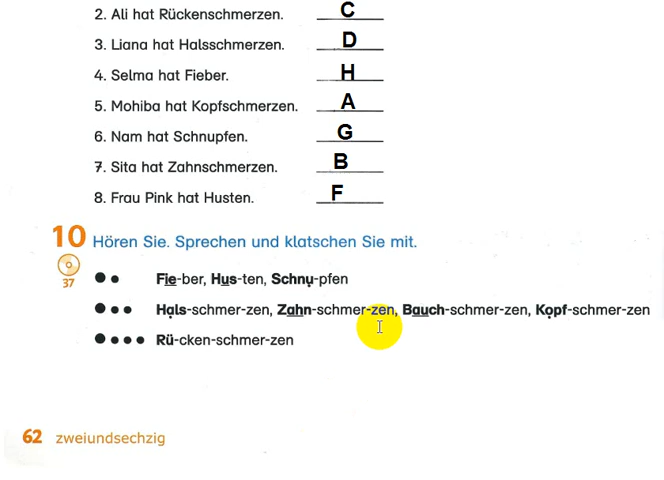 2. Ali hat Rückenschmerzen. C
3. Liana hat Halsschmerzen. D
4. Selma hat Fieber. H
5. Mohiba hat Kopfschmerzen. A
6. Nam hat Schnupfen. G
7. Sita hat Zahnschmerzen. B
8. Frau Pink hat Husten. F
10 Hören Sie. Sprechen und klatschen Sie mit.
37
Fie-ber, Hus-ten, Schnu-pfen
Hals-schmer-zen, Zahn-schmer-zen, Bauch-schmer-zen, Kopf-schmer-zen
Rü-cken-schmer-zen
62 zweiundsechzig